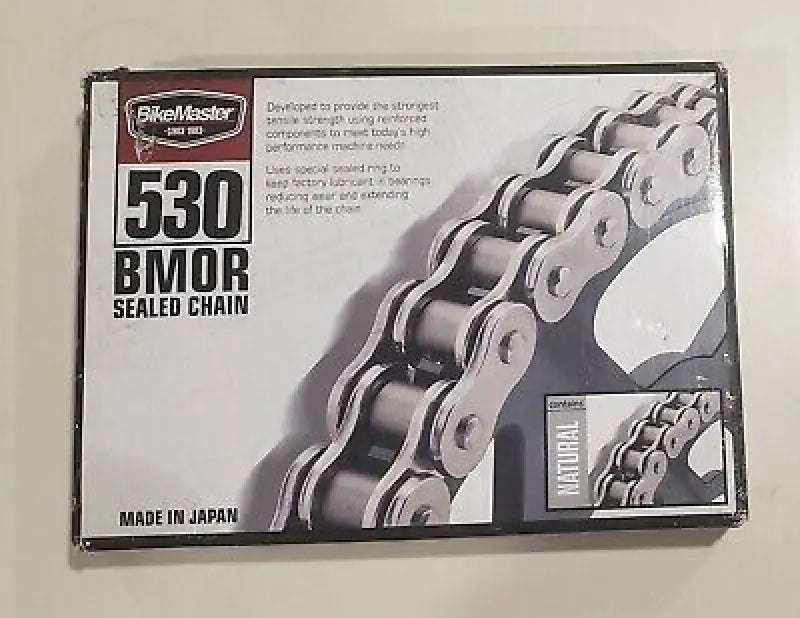 BikeMaster
SINCE 1983
530
BMOR
SEALED CHAIN
Developed to provide the strongest
tensile strength using reinforced
components to meet today's high
performance machine needs.
Uses special sealed ring to
keep factory lubricant in bearings
reducing wear and extending
the life of the chain.
contains
NATURAL
MADE IN JAPAN